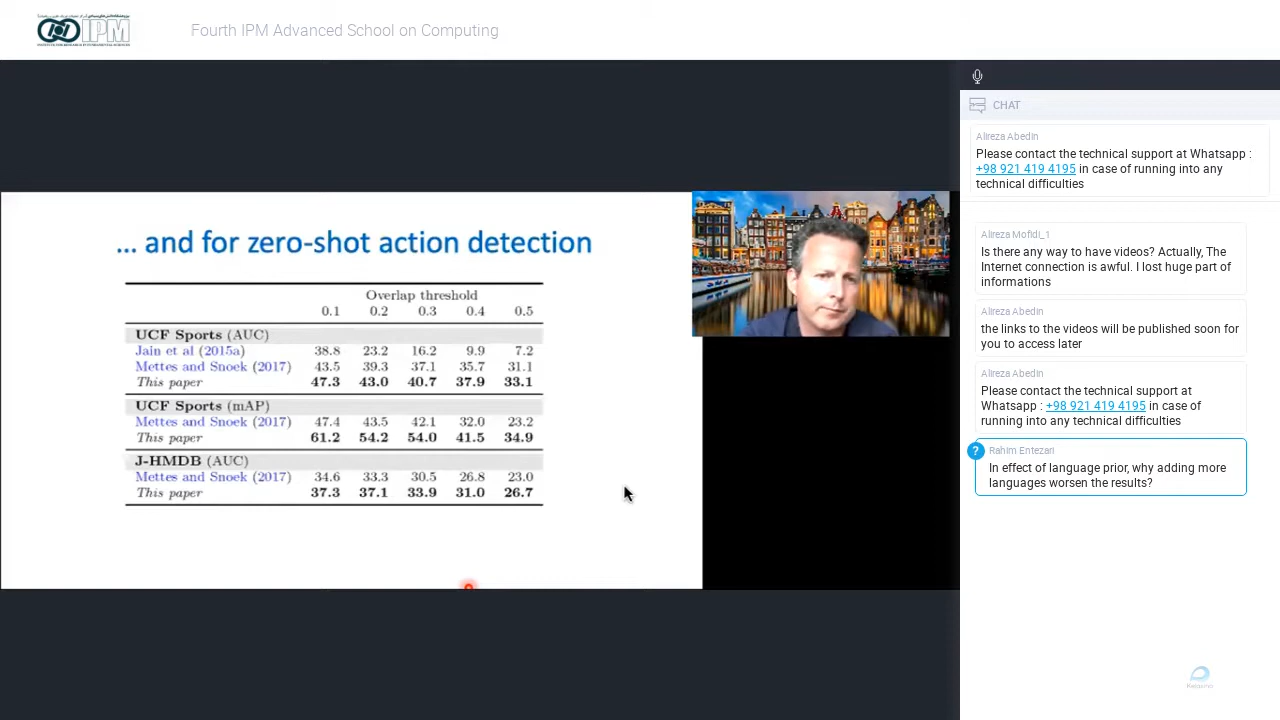 IPM
Fourth IPM Advanced School on Computing
... and for zero-shot action detection
Overlap threshold
0.1 0.2 0.3 0.4 0.5
UCF Sports (AUC)
Jain et al (2015a) 38.8 23.2 16.2 9.9 7.2
Mettes and Snoek (2017) 43.5 39.3 37.1 35.7 31.1
This paper 47.3 43.0 40.7 37.9 33.1
UCF Sports (mAP)
Mettes and Snoek (2017) 47.4 43.5 42.1 32.0 23.2
This paper 61.2 54.2 54.0 41.5 34.9
J-HMDB (AUC)
Mettes and Snoek (2017) 34.6 33.3 30.5 26.8 23.0
This paper 37.3 37.1 33.9 31.0 26.7
CHAT
Alireza Abedin
Please contact the technical support at Whatsapp :
+98 921 419 4195 in case of running into any
technical difficulties
Alireza Mofidi_1
Is there any way to have videos? Actually, The
Internet connection is awful. I lost huge part of
informations
Alireza Abedin
the links to the videos will be published soon for
you to access later
Alireza Abedin
Please contact the technical support at
Whatsapp : +98 921 419 4195 in case of
running into any technical difficulties
?
Rahim Entezari
In effect of language prior, why adding more
languages worsen the results?